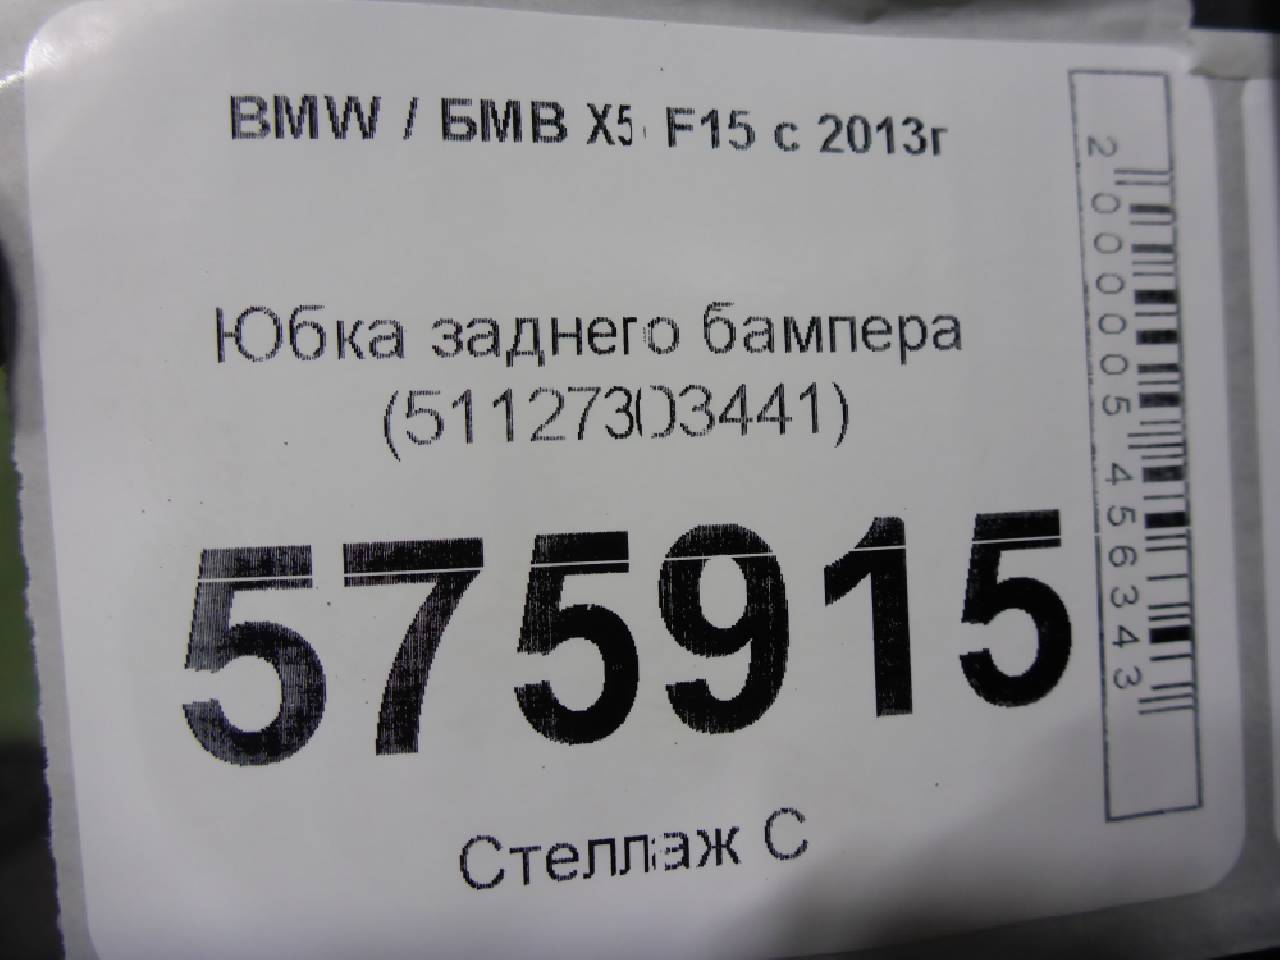 BMW / БМВ X5 F15 с 2013г
Юбка заднего бампера
(51127303441)
575915
Стеллаж С
2000005456343